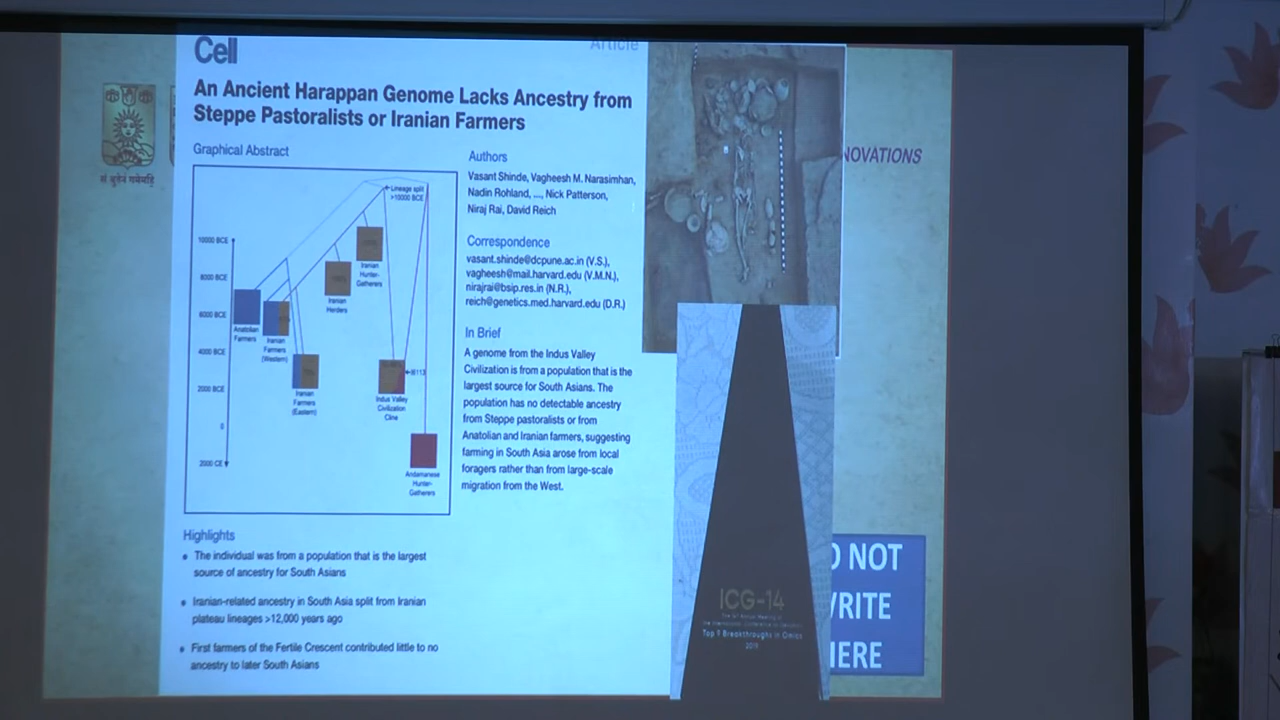 Cell
Article
An Ancient Harappan Genome Lacks Ancestry from
Steppe Pastoralists or Iranian Farmers
Graphical Abstract
Lineage split
>10000 BCE
10000 BCE
8000 BCE
6000 BCE
4000 BCE
2000 BCE
0
2000 CE
Iranian
Hunter-
Gatherers
Iranian
Herders
Anatolian
Farmers
Iranian
Farmers
(Western)
Iranian
Farmers
(Eastern)
Indus Valley
Civilization
Cline
Andamanese
Hunter-
Gatherers
Authors
Vasant Shinde, Vagheesh M. Narasimhan,
Nadin Rohland, ..., Nick Patterson,
Niraj Rai, David Reich
Correspondence
vasant.shinde@dcpune.ac.in (V.S.),
vagheesh@mail.harvard.edu (V.M.N.),
nirajrai@bsip.res.in (N.R.),
reich@genetics.med.harvard.edu (D.R.)
In Brief
A genome from the Indus Valley
Civilization is from a population that is the
largest source for South Asians. The
population has no detectable ancestry
from Steppe pastoralists or from
Anatolian and Iranian farmers, suggesting
farming in South Asia arose from local
foragers rather than from large-scale
migration from the West.
Highlights
• The individual was from a population that is the largest
source of ancestry for South Asians
• Iranian-related ancestry in South Asia split from Iranian
plateau lineages >12,000 years ago
• First farmers of the Fertile Crescent contributed little to no
ancestry to later South Asians
NOVATIONS
ICG-14
Top 5 Breakthroughs in Omics
2019
NOT